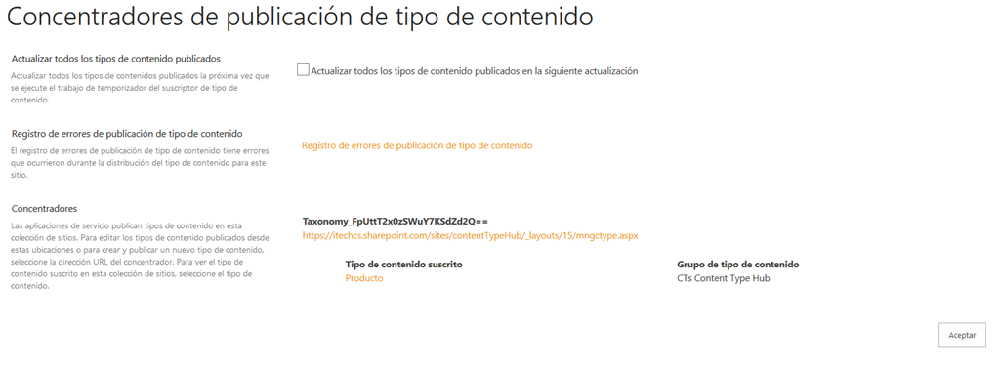 Concentradores de publicación de tipo de contenido
Actualizar todos los tipos de contenido publicados
Actualizar todos los tipos de contenidos publicados la próxima vez que
se ejecute el trabajo de temporizador del suscriptor de tipo de
contenido.
Actualizar todos los tipos de contenido publicados en la siguiente actualización
Registro de errores de publicación de tipo de contenido
El registro de errores de publicación de tipo de contenido tiene errores
que ocurrieron durante la distribución del tipo de contenido para este
sitio.
Registro de errores de publicación de tipo de contenido
Concentradores
Las aplicaciones de servicio publican tipos de contenido en esta
colección de sitios. Para editar los tipos de contenido publicados desde
estas ubicaciones o para crear y publicar un nuevo tipo de contenido,
seleccione la dirección URL del concentrador. Para ver el tipo de
contenido suscrito en esta colección de sitios, seleccione el tipo de
contenido.
Taxonomy_FpUttT2x0zSWuY7KSdZd2Q==
https://itechcs.sharepoint.com/sites/contentTypeHub/_layouts/15/mngctype.aspx
Tipo de contenido suscrito
Grupo de tipo de contenido
Producto
CTs Content Type Hub
Aceptar